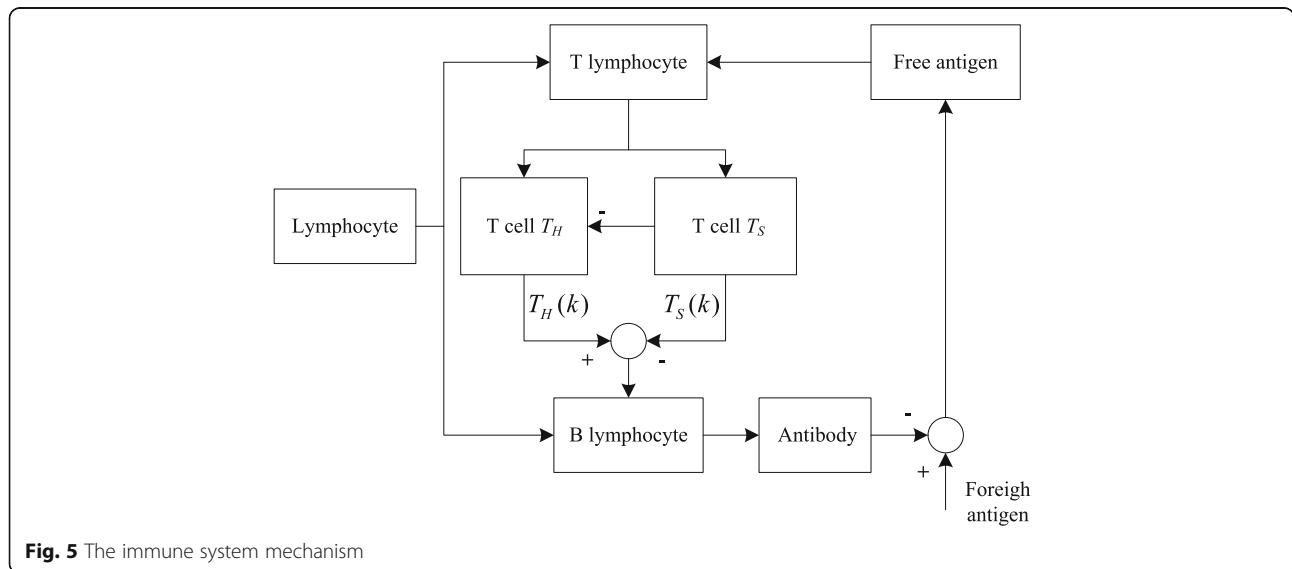 T lymphocyte
Free antigen
Lymphocyte
T cell T_H
-
T cell T_S
T_H(k)
T_S(k)
+
-
B lymphocyte
Antibody
-
+
Foreigh
antigen
Fig. 5 The immune system mechanism